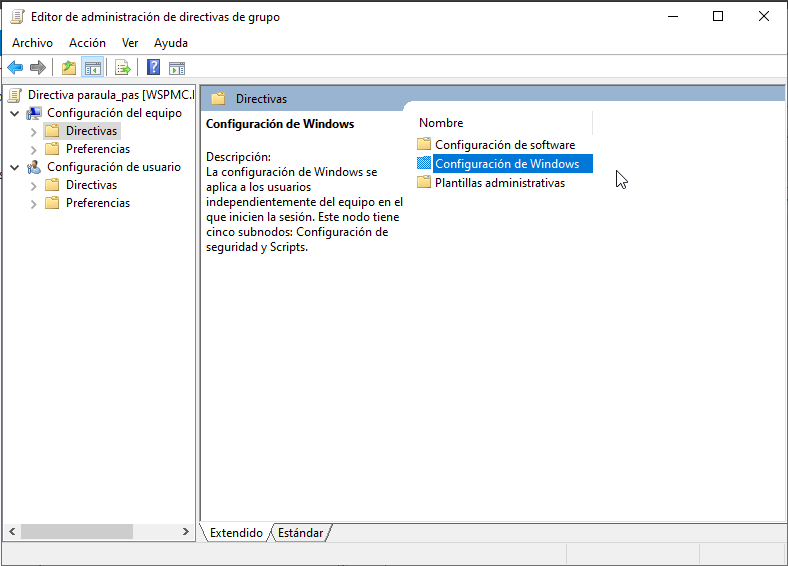 Editor de administración de directivas de grupo
Archivo Acción Ver Ayuda
Directiva paraula_pas [WSPMC.
Configuración del equipo
Directivas
Preferencias
Configuración de usuario
Directivas
Preferencias
Directivas
Configuración de Windows
Descripción:
La configuración de Windows se
aplica a los usuarios
independientemente del equipo en el
que inicien la sesión. Este nodo tiene
cinco subnodos: Configuración de
seguridad y Scripts.
Nombre
Configuración de software
Configuración de Windows
Plantillas administrativas
Extendido Estándar